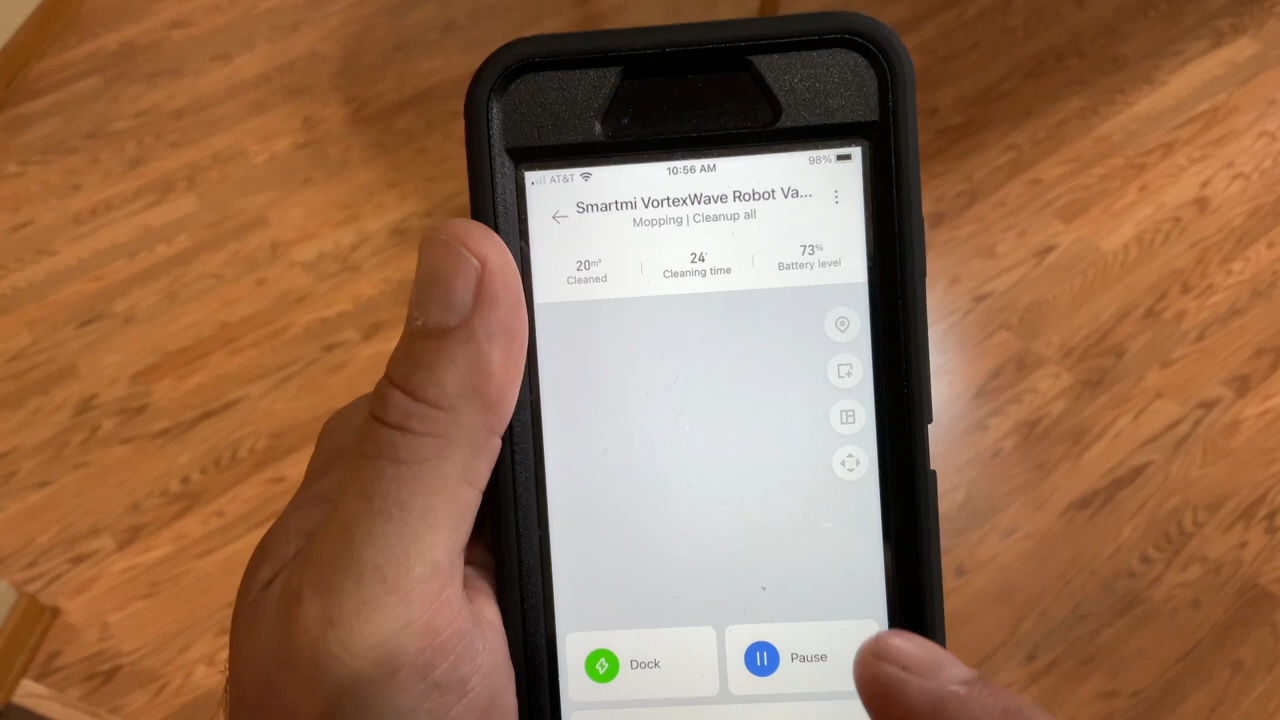 AT&T 10:56 AM 98%
Smartmi VortexWave Robot Va...
Mopping | Cleanup all
20m² 24' 73%
Cleaned Cleaning time Battery level
Dock Pause